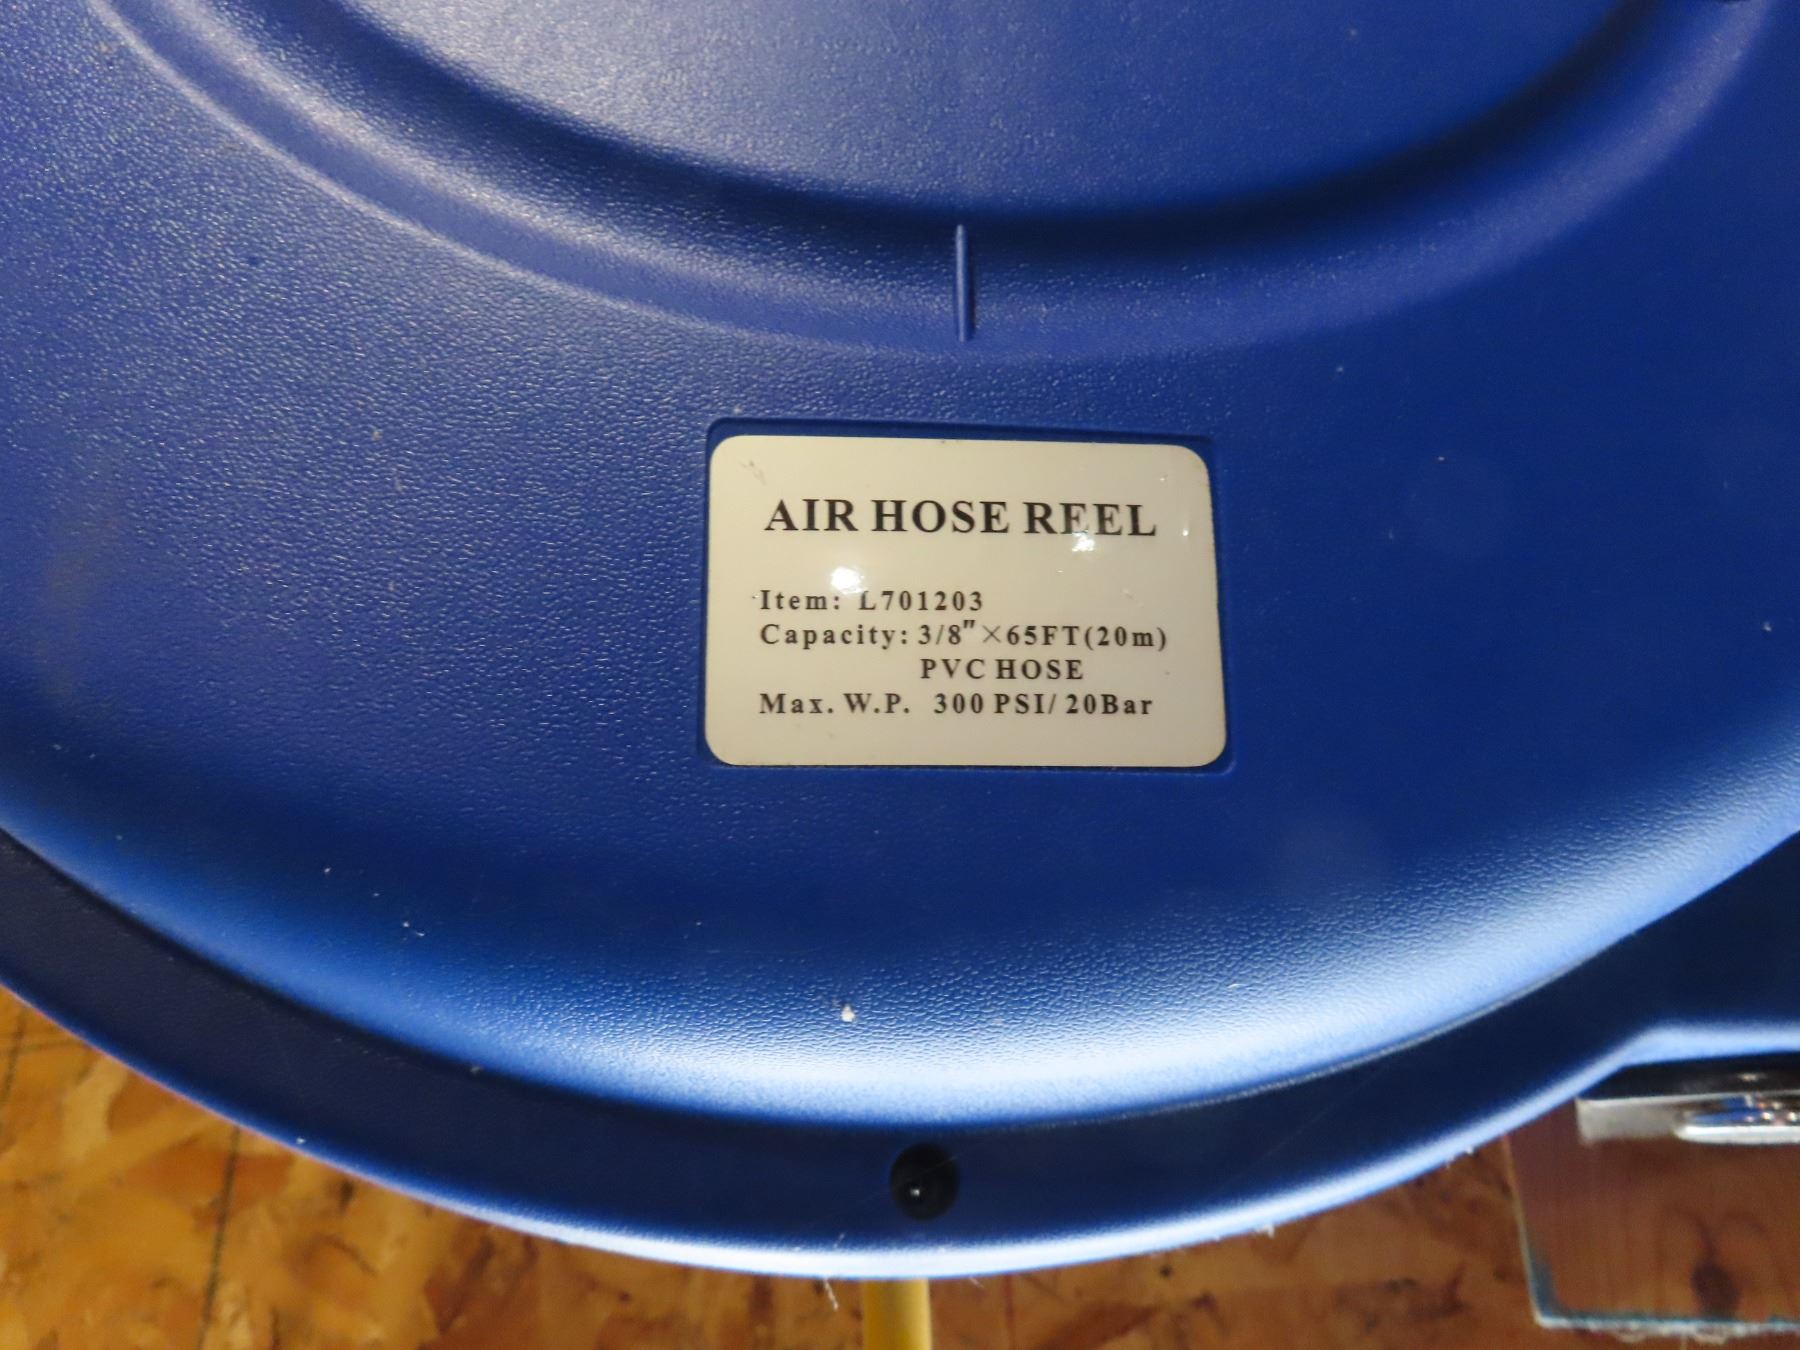 AIR HOSE REEL
Item: L701203
Capacity: 3/8"×65FT(20m)
PVC HOSE
Max. W.P. 300 PSI/20Bar